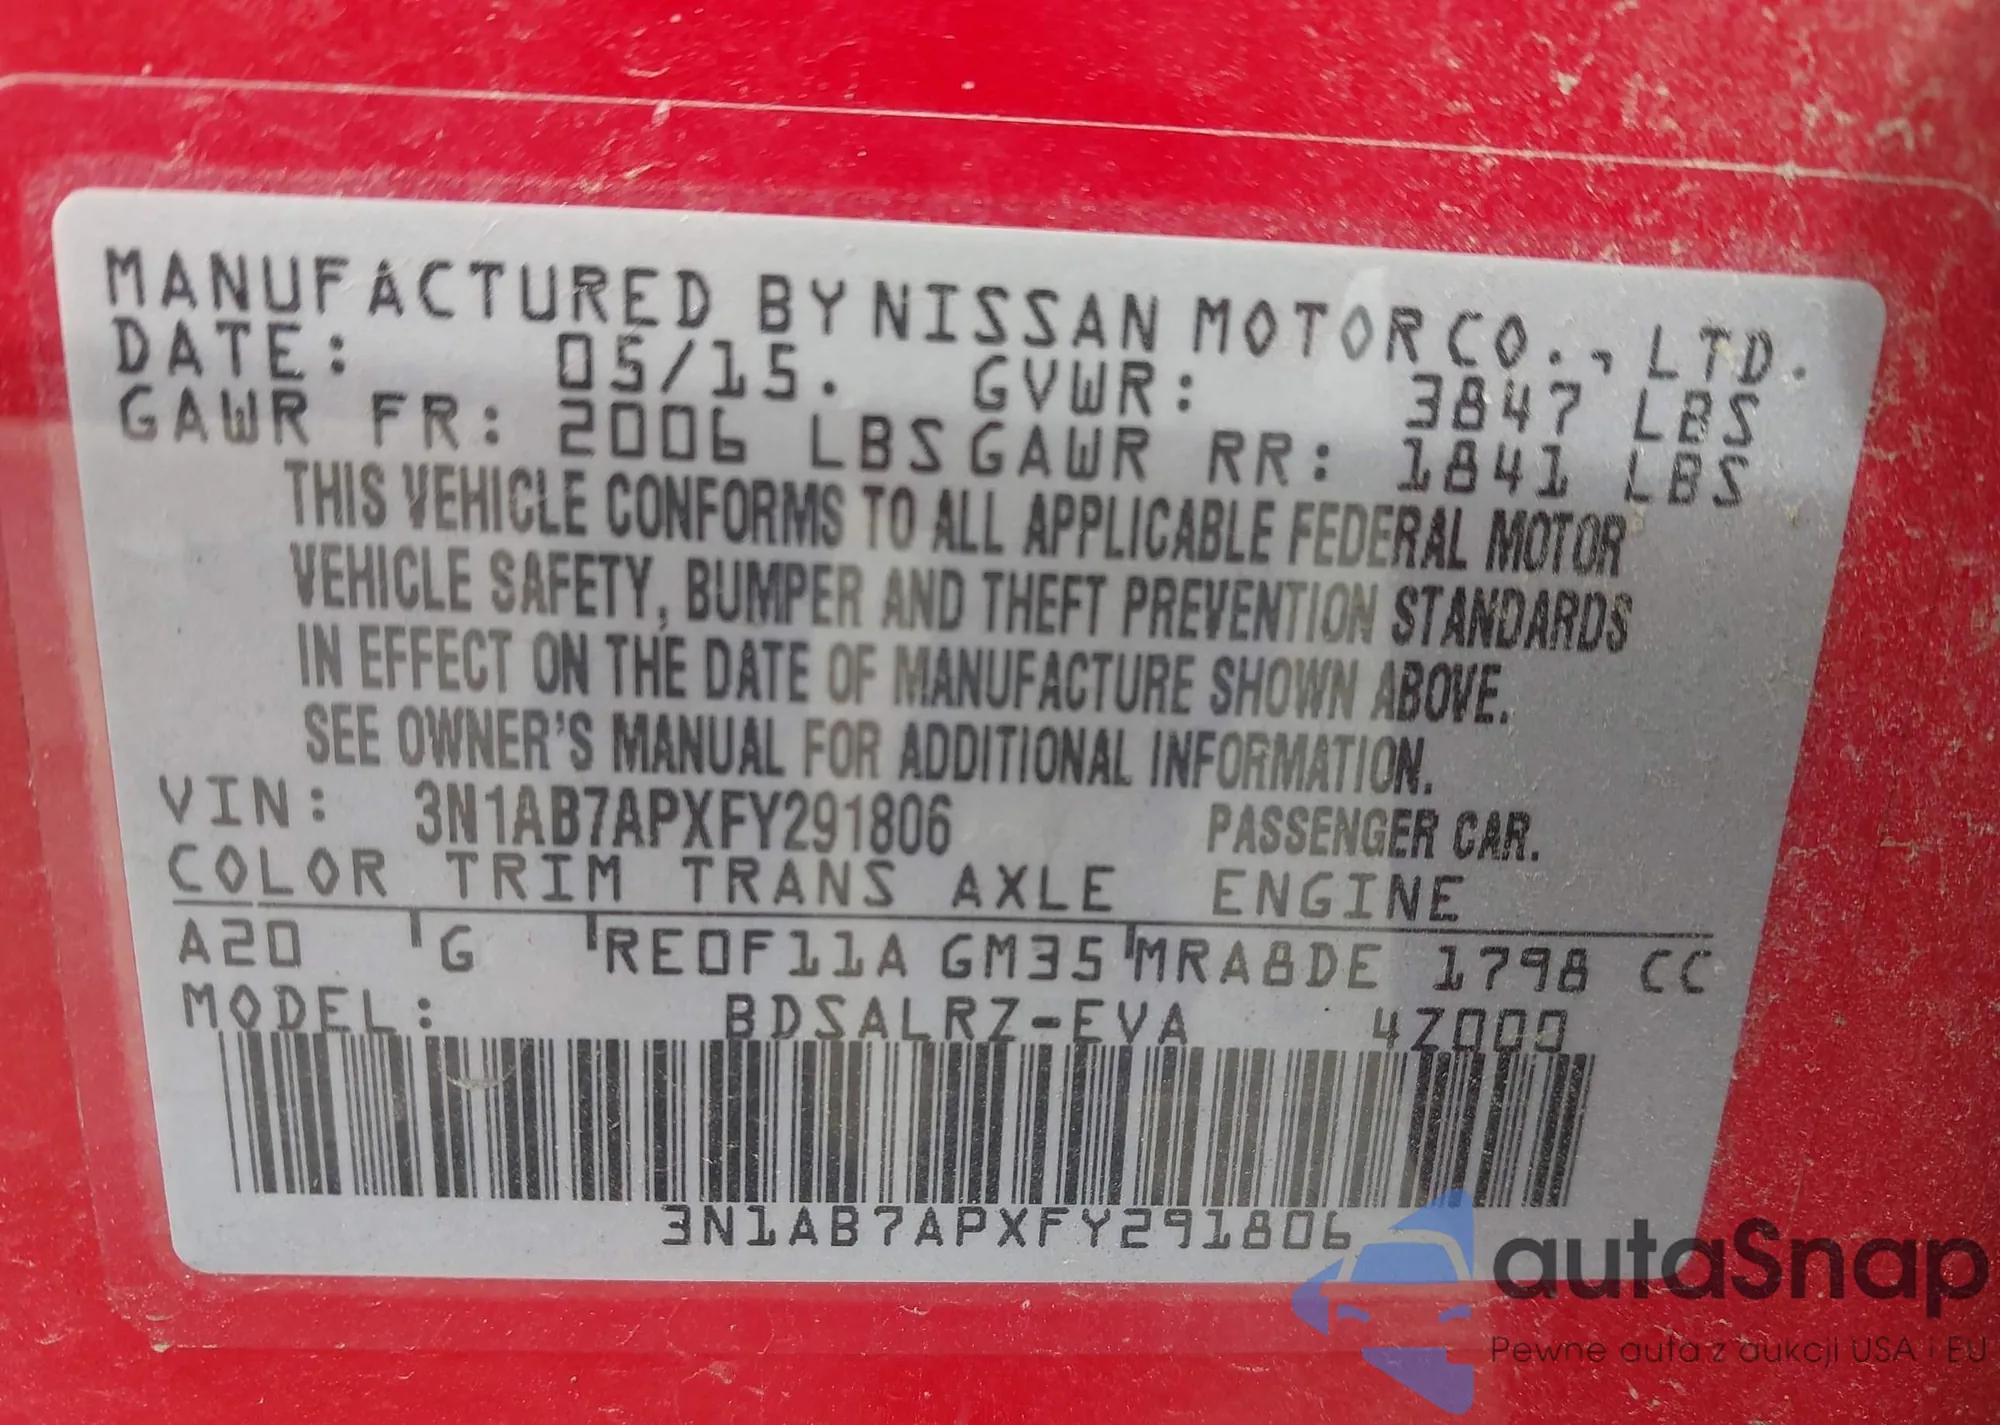 MANUFACTURED BY NISSAN MOTOR CO., LTD.
DATE: 05/15. GVWR: 3847 LBS
GAWR FR: 2006 LBS GAWR RR: 1841 LBS
THIS VEHICLE CONFORMS TO ALL APPLICABLE FEDERAL MOTOR
VEHICLE SAFETY, BUMPER AND THEFT PREVENTION STANDARDS
IN EFFECT ON THE DATE OF MANUFACTURE SHOWN ABOVE.
SEE OWNER'S MANUAL FOR ADDITIONAL INFORMATION.
VIN: 3N1AB7APXFY291806 PASSENGER CAR.
COLOR TRIM TRANS AXLE ENGINE
A20 G RE0F11A GM35 MRA8DE 1798 CC
MODEL: BDSALRZ-EVA 4Z000
3N1AB7APXFY291806
autaSnap
Pewne auta z aukcji USA i EU